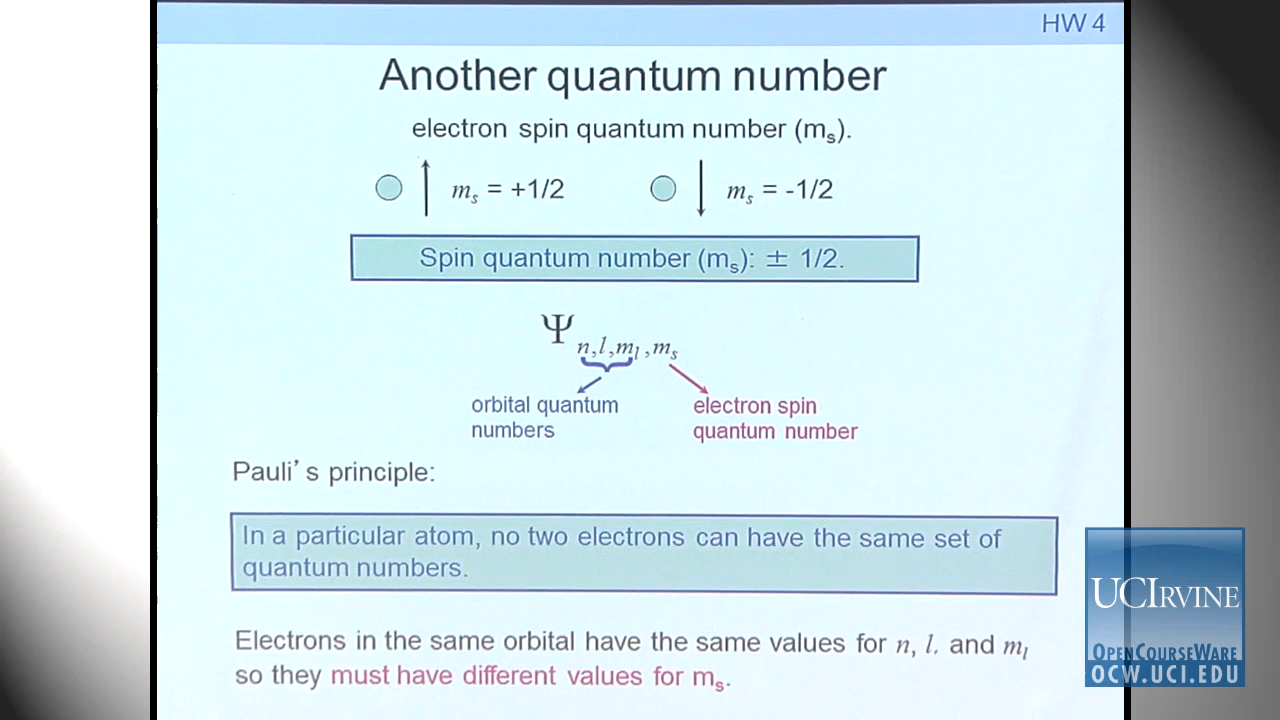 HW 4
Another quantum number
electron spin quantum number (mₛ).
mₛ = +1/2
mₛ = -1/2
Spin quantum number (mₛ): ± 1/2.
Ψ n,l,mₗ,mₛ
orbital quantum
numbers
electron spin
quantum number
Pauli’s principle:
In a particular atom, no two electrons can have the same set of
quantum numbers.
Electrons in the same orbital have the same values for n, l. and mₗ
so they must have different values for mₛ.
UCIRVINE
OPENCOURSEWARE
OCW.UCI.EDU